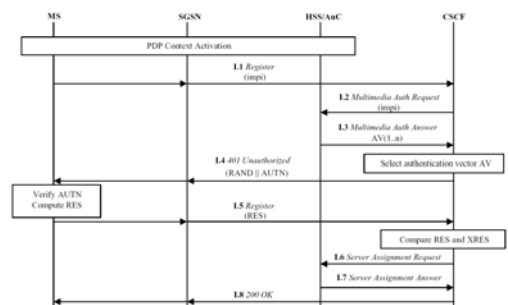 MS SGSN HSS/AuC CSCF
PDP Context Activation
I.1 Register
(impi)
I.2 Multimedia Auth Request
(impi)
I.3 Multimedia Auth Answer
AV(1..n)
I.4 401 Unauthorized
(RAND || AUTN)
Select authentication vector AV
Verify AUTN
Compute RES
I.5 Register
(RES)
Compare RES and XRES
I.6 Server Assignment Request
I.7 Server Assignment Answer
I.8 200 OK